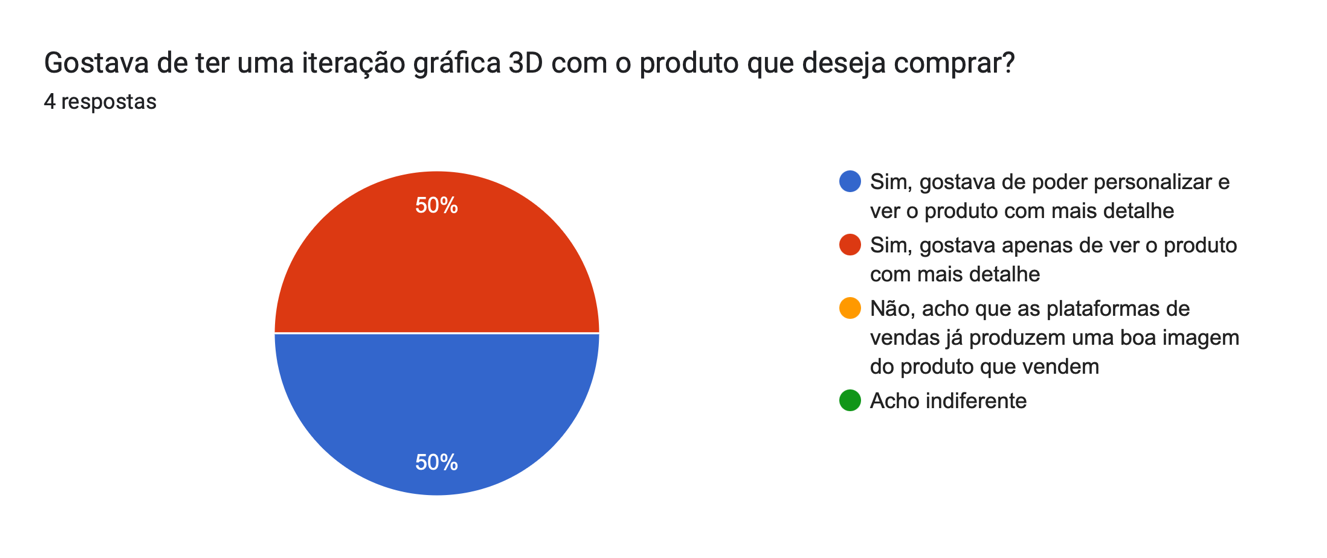 Gostava de ter uma iteração gráfica 3D com o produto que deseja comprar?
4 respostas
50%
50%
Sim, gostava de poder personalizar e
ver o produto com mais detalhe
Sim, gostava apenas de ver o produto
com mais detalhe
Não, acho que as plataformas de
vendas já produzem uma boa imagem
do produto que vendem
Acho indiferente